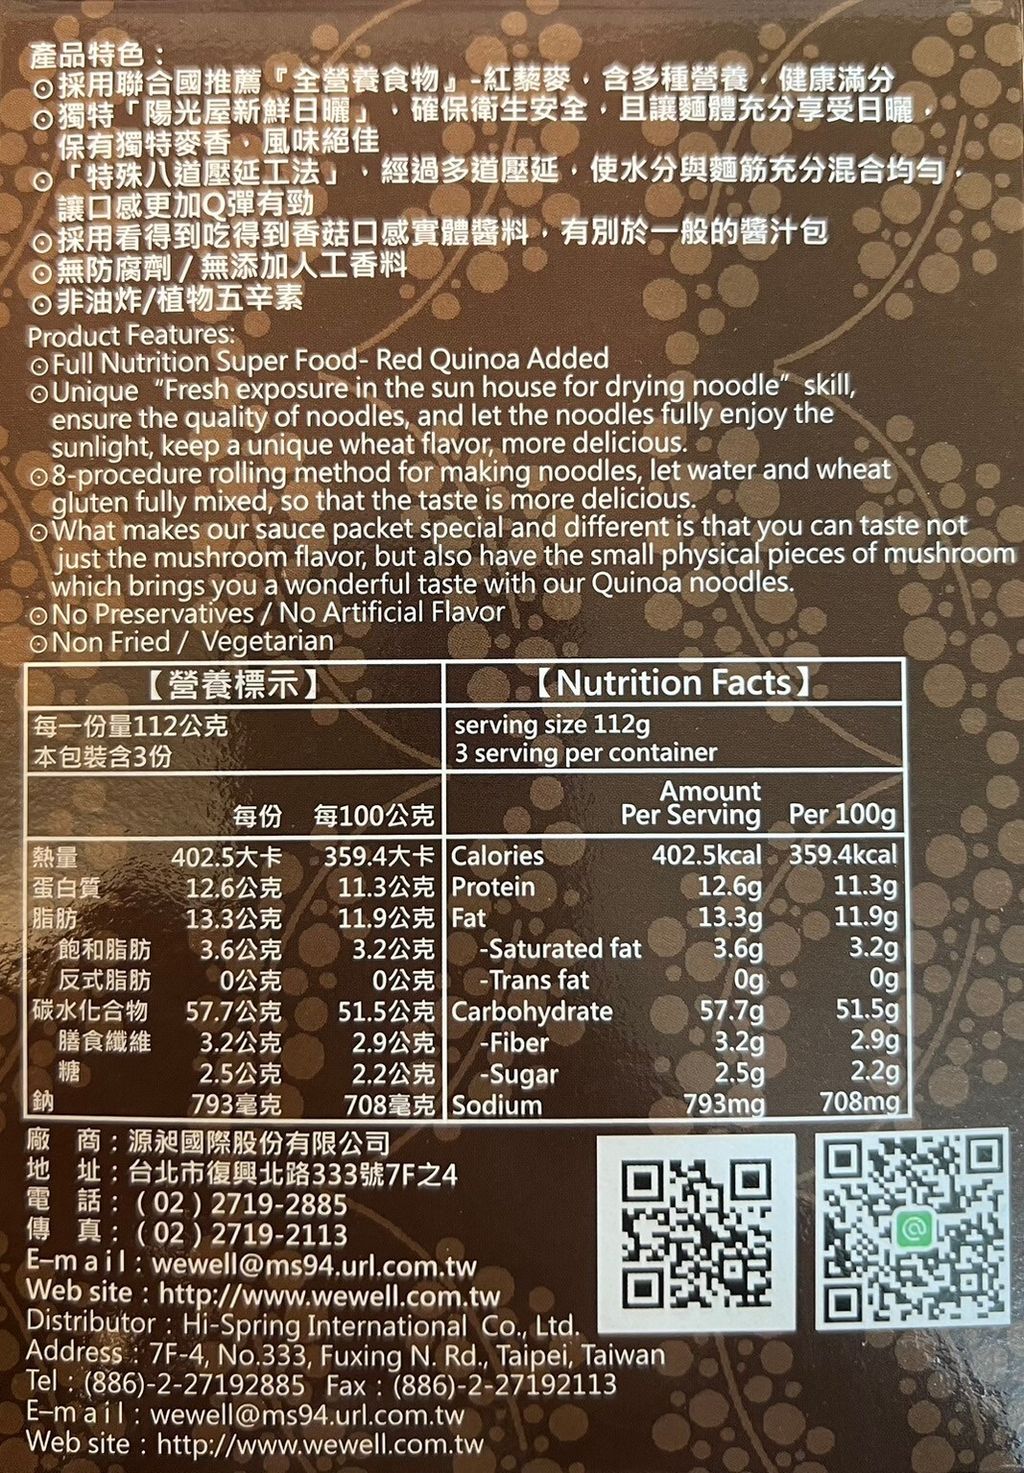 產品特色：
⊙採用聯合國推薦『全營養食物』-紅藜麥，含多種營養，健康滿分
⊙獨特「陽光屋新鮮日曬」，確保衛生安全，且讓麵體充分享受日曬，
保有獨特麥香、風味絕佳
⊙「特殊八道壓延工法」，經過多道壓延，使水分與麵筋充分混合均勻，
讓口感更加Q彈有勁
⊙採用看得到吃得到香菇口感實體醬料，有別於一般的醬汁包
⊙無防腐劑/無添加人工香料
⊙非油炸/植物五辛素
Product Features:
⊙Full Nutrition Super Food- Red Quinoa Added
⊙Unique “Fresh exposure in the sun house for drying noodle” skill,
ensure the quality of noodles, and let the noodles fully enjoy the
sunlight, keep a unique wheat flavor, more delicious.
⊙8-procedure rolling method for making noodles, let water and wheat
gluten fully mixed, so that the taste is more delicious.
⊙What makes our sauce packet special and different is that you can taste not
just the mushroom flavor, but also have the small physical pieces of mushroom
which brings you a wonderful taste with our Quinoa noodles.
⊙No Preservatives / No Artificial Flavor
⊙Non Fried / Vegetarian
【營養標示】 【Nutrition Facts】
每一份量112公克 serving size 112g
本包裝含3份 3 serving per container
每份 每100公克 Amount Per Serving Per 100g
熱量 402.5大卡 359.4大卡 Calories 402.5kcal 359.4kcal
蛋白質 12.6公克 11.3公克 Protein 12.6g 11.3g
脂肪 13.3公克 11.9公克 Fat 13.3g 11.9g
飽和脂肪 3.6公克 3.2公克 -Saturated fat 3.6g 3.2g
反式脂肪 0公克 0公克 -Trans fat 0g 0g
碳水化合物 57.7公克 51.5公克 Carbohydrate 57.7g 51.5g
膳食纖維 3.2公克 2.9公克 -Fiber 3.2g 2.9g
糖 2.5公克 2.2公克 -Sugar 2.5g 2.2g
鈉 793毫克 708毫克 Sodium 793mg 708mg
廠 商：源昶國際股份有限公司
地 址：台北市復興北路333號7F之4
電 話：(02) 2719-2885
傳 真：(02) 2719-2113
E-mail：wewell@ms94.url.com.tw
Web site：http://www.wewell.com.tw
Distributor：Hi-Spring International Co., Ltd.
Address：7F-4, No.333, Fuxing N. Rd., Taipei, Taiwan
Tel：(886)-2-27192885 Fax：(886)-2-27192113
E-mail：wewell@ms94.url.com.tw
Web site：http://www.wewell.com.tw